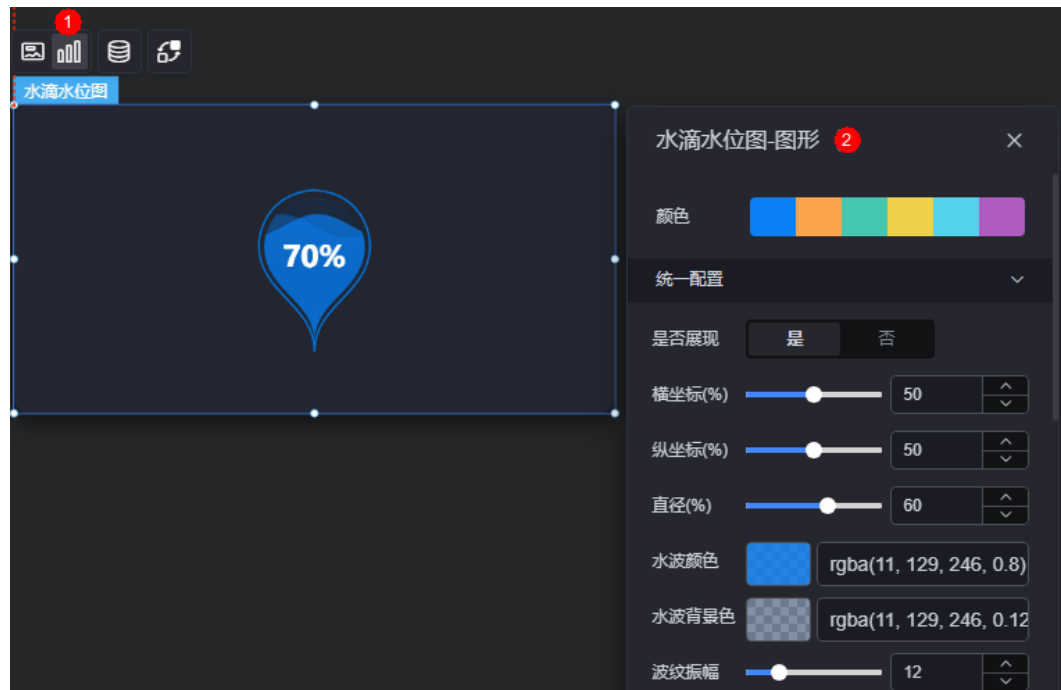 1
水滴水位图
70%
水滴水位图-图形 2
颜色
统一配置
是否展现 是 否
横坐标(%) 50
纵坐标(%) 50
直径(%) 60
水波颜色 rgba(11, 129, 246, 0.8)
水波背景色 rgba(11, 129, 246, 0.12
波纹振幅 12